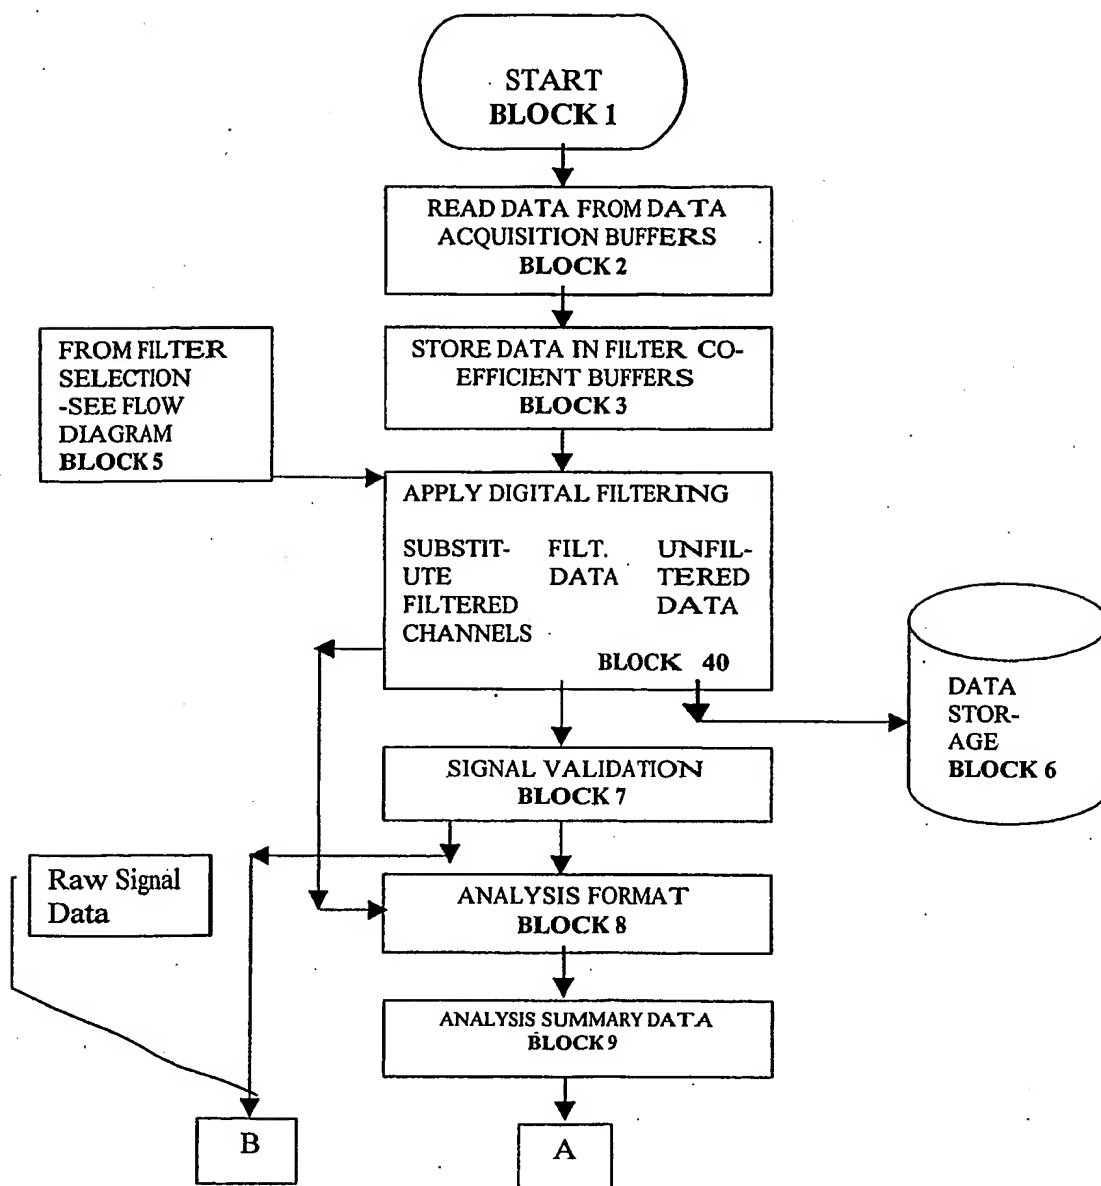 START
BLOCK 1
READ DATA FROM DATA
ACQUISITION BUFFERS
BLOCK 2
FROM FILTER
SELECTION
-SEE FLOW
DIAGRAM
BLOCK 5
STORE DATA IN FILTER CO-
EFFICIENT BUFFERS
BLOCK 3
APPLY DIGITAL FILTERING
SUBSTIT-
UTE
FILTERED
CHANNELS
FILT.
DATA
UNFIL-
TERED
DATA
BLOCK 40
DATA
STOR-
AGE
BLOCK 6
SIGNAL VALIDATION
BLOCK 7
Raw Signal
Data
ANALYSIS FORMAT
BLOCK 8
ANALYSIS SUMMARY DATA
BLOCK 9
B
A